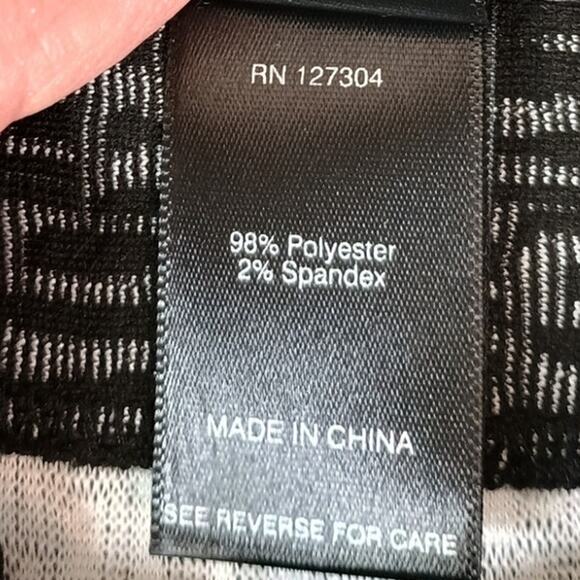 RN 127304
98% Polyester
2% Spandex
MADE IN CHINA
SEE REVERSE FOR CARE